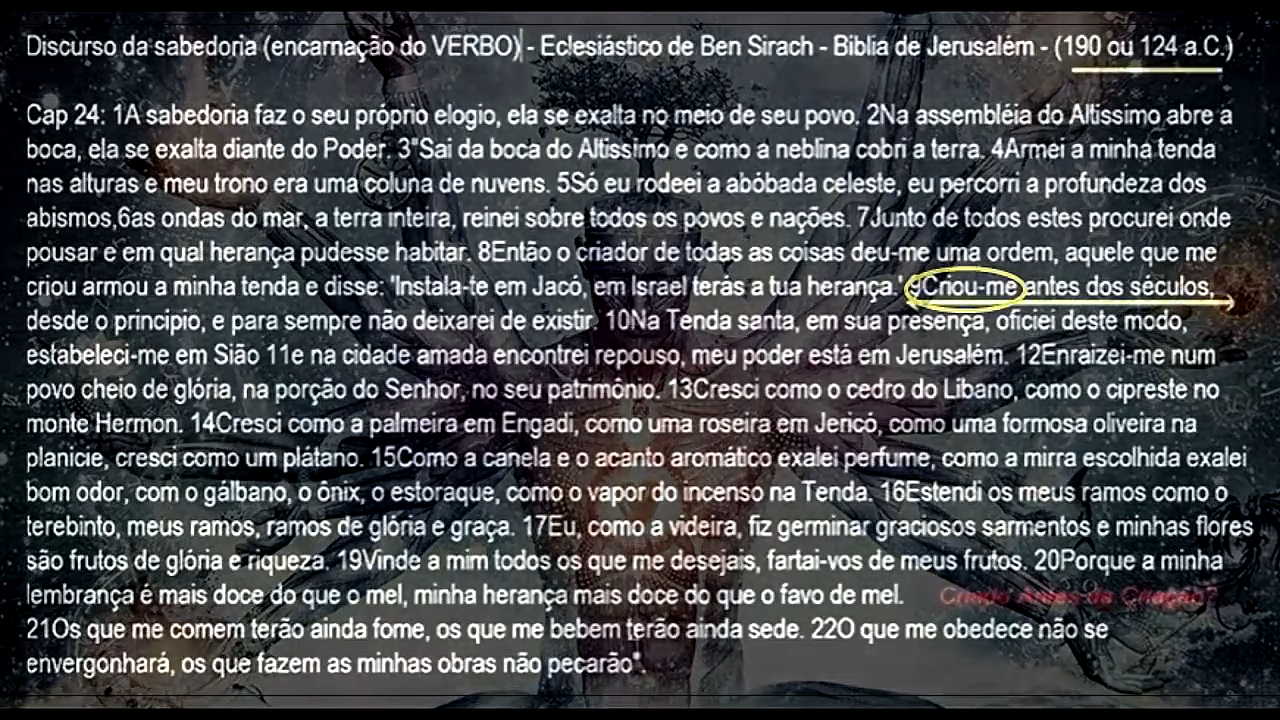 Discurso da sabedoria (encarnação do VERBO) - Eclesiástico de Ben Sirach - Biblia de Jerusalém - (190 ou 124 a.C.)
Cap 24: 1A sabedoria faz o seu próprio elogio, ela se exalta no meio de seu povo. 2Na assembléia do Altissimo abre a
boca, ela se exalta diante do Poder. 3"Sai da boca do Altissimo e como a neblina cobri a terra. 4Armei a minha tenda
nas alturas e meu trono era uma coluna de nuvens. 5Só eu rodeei a abóbada celeste, eu percorri a profundeza dos
abismos,6as ondas do mar, a terra inteira, reinei sobre todos os povos e nações. 7Junto de todos estes procurei onde
pousar e em qual herança pudesse habitar. 8Então o criador de todas as coisas deu-me uma ordem, aquele que me
criou armou a minha tenda e disse: 'Instala-te em Jacó, em Israel terás a tua herança.' 9Criou-me antes dos séculos,
desde o principio, e para sempre não deixarei de existir. 10Na Tenda santa, em sua presença, oficiei deste modo,
estabeleci-me em Sião 11e na cidade amada encontrei repouso, meu poder está em Jerusalém. 12Enraizei-me num
povo cheio de glória, na porção do Senhor, no seu patrimônio. 13Cresci como o cedro do Libano, como o cipreste no
monte Hermon. 14Cresci como a palmeira em Engadi, como uma roseira em Jericó, como uma formosa oliveira na
planicie, cresci como um plátano. 15Como a canela e o acanto aromático exalei perfume, como a mirra escolhida exalei
bom odor, com o gálbano, o ônix, o estoraque, como o vapor do incenso na Tenda. 16Estendi os meus ramos como o
terebinto, meus ramos, ramos de glória e graça. 17Eu, como a videira, fiz germinar graciosos sarmentos e minhas flores
são frutos de glória e riqueza. 19Vinde a mim todos os que me desejais, fartai-vos de meus frutos. 20Porque a minha
lembrança é mais doce do que o mel, minha herança mais doce do que o favo de mel. Criado Antes da Criação?
21Os que me comem terão ainda fome, os que me bebem terão ainda sede. 22O que me obedece não se
envergonhará, os que fazem as minhas obras não pecarão".